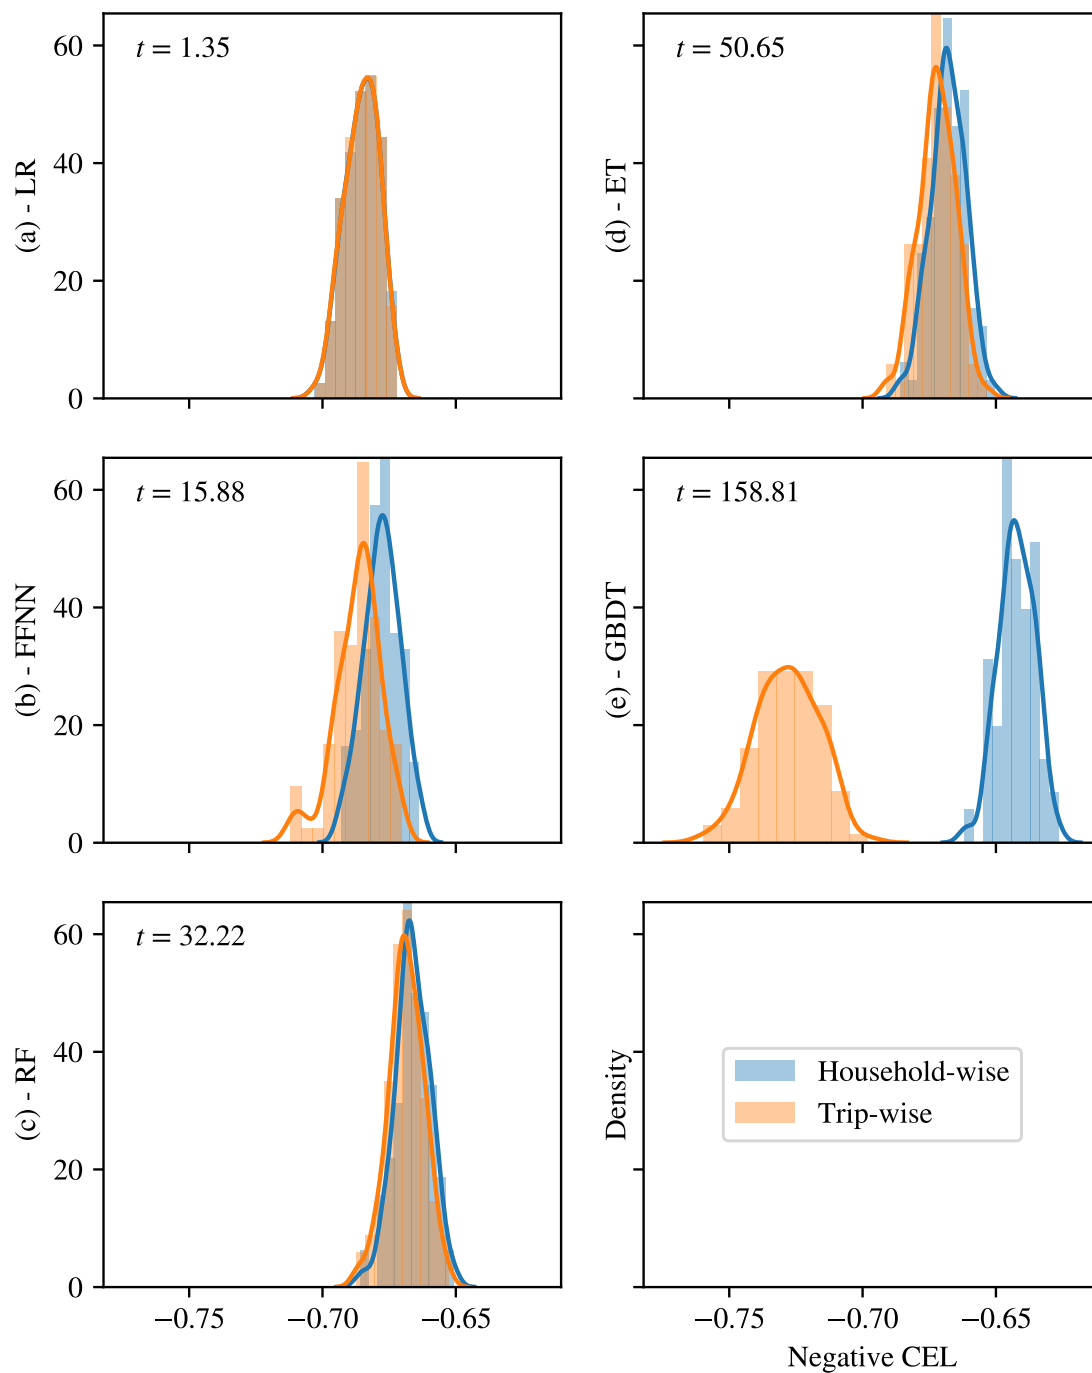 60
40
20
0
(a) - LR
t = 1.35
(d) - ET
t = 50.65
60
40
20
0
(b) - FFNN
t = 15.88
(e) - GBDT
t = 158.81
60
40
20
0
(c) - RF
t = 32.22
−0.75 −0.70 −0.65
Density
Household-wise
Trip-wise
−0.75 −0.70 −0.65
Negative CEL